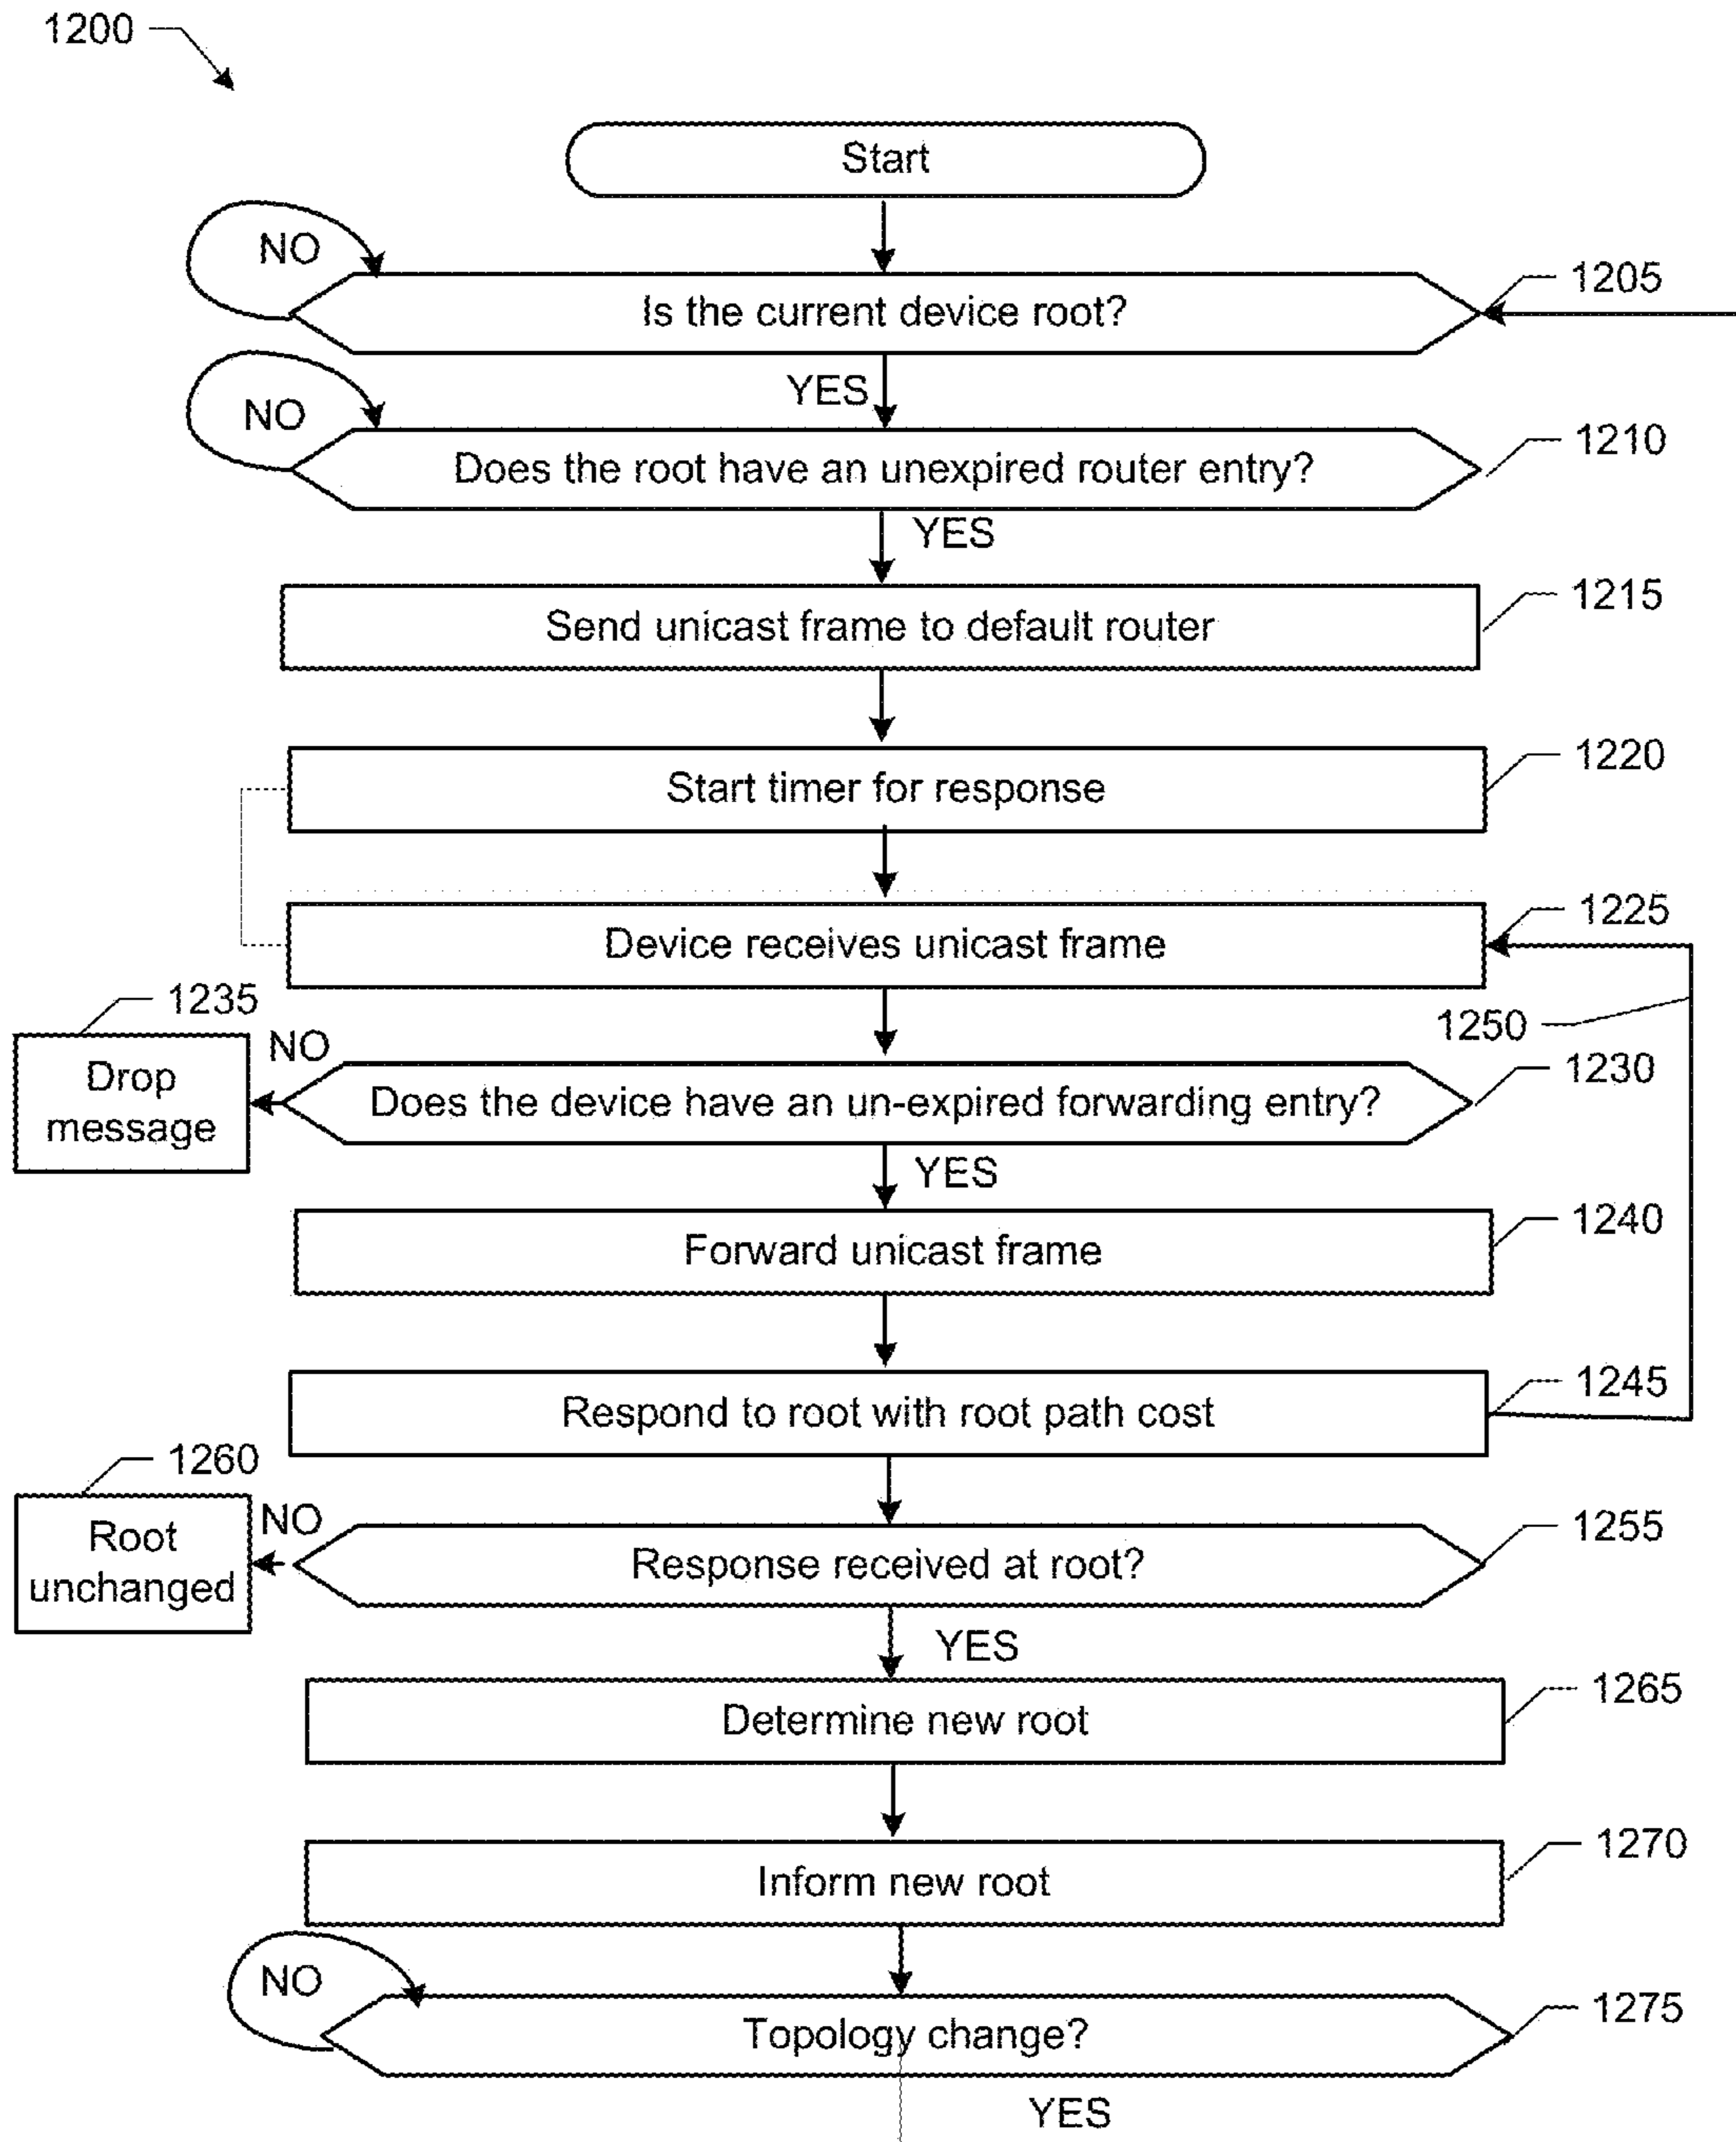 1200
Start
NO
Is the current device root?
1205
YES
NO
Does the root have an unexpired router entry?
1210
YES
Send unicast frame to default router
1215
Start timer for response
1220
Device receives unicast frame
1225
1235
Drop
message
NO
1250
Does the device have an un-expired forwarding entry?
1230
YES
Forward unicast frame
1240
Respond to root with root path cost
1245
1260
Root
unchanged
NO
Response received at root?
1255
YES
Determine new root
1265
Inform new root
1270
NO
Topology change?
1275
YES